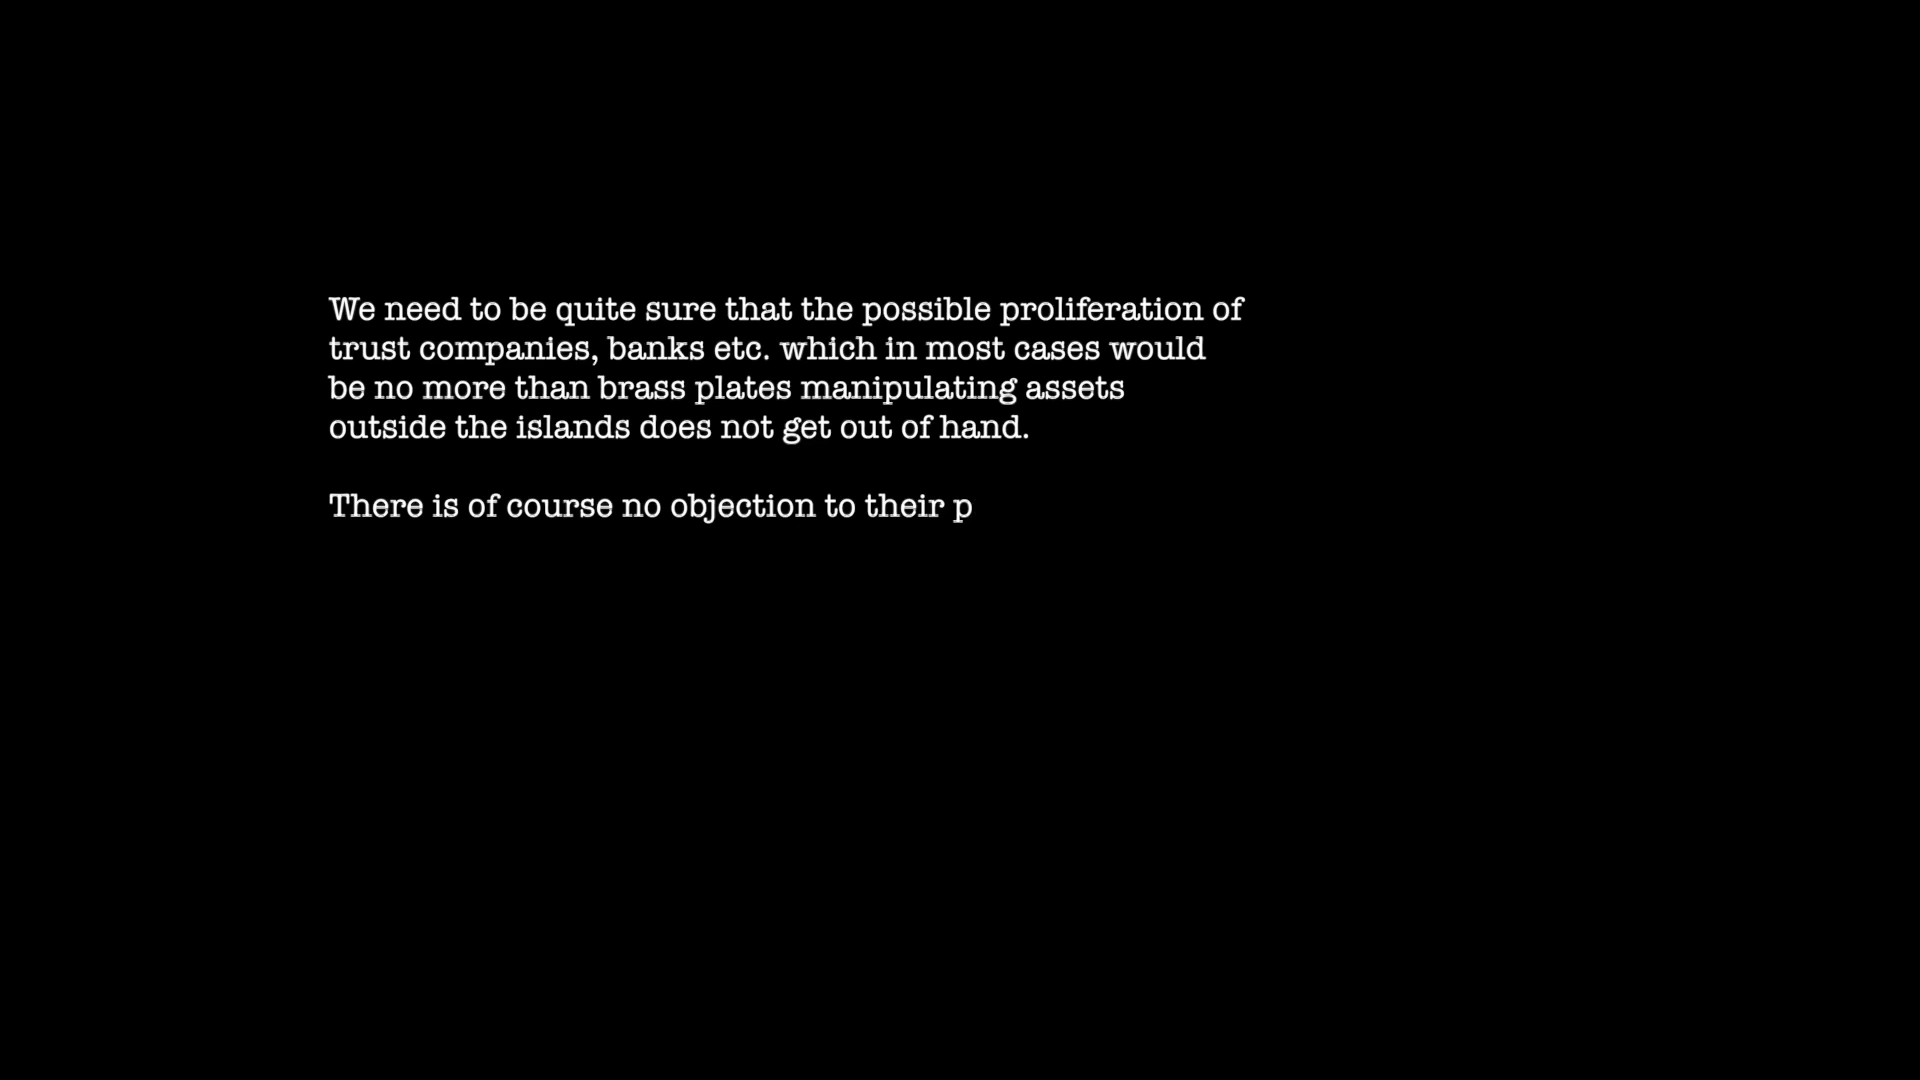 We need to be quite sure that the possible proliferation of
trust companies, banks etc. which in most cases would
be no more than brass plates manipulating assets
outside the islands does not get out of hand.
There is of course no objection to their p